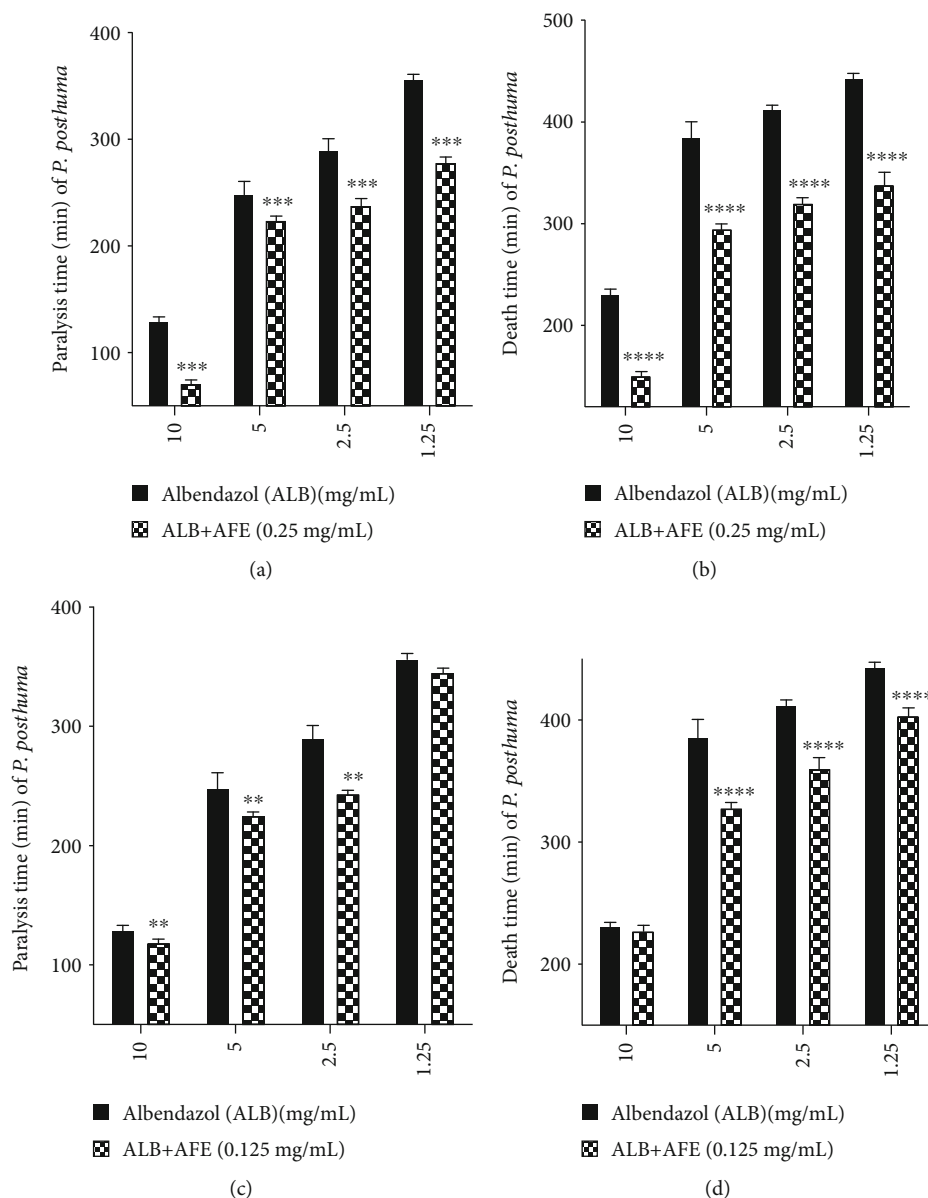 400
300
200
100
Paralysis time (min) of P. posthuma
***
***
***
***
10
5
2.5
1.25
Albendazol (ALB)(mg/mL)
ALB+AFE (0.25 mg/mL)
(a)
500
400
300
200
Death time (min) of P. posthuma
****
****
****
****
10
5
2.5
1.25
Albendazol (ALB)(mg/mL)
ALB+AFE (0.25 mg/mL)
(b)
400
300
200
100
Paralysis time (min) of P. posthuma
**
**
**
10
5
2.5
1.25
Albendazol (ALB)(mg/mL)
ALB+AFE (0.125 mg/mL)
(c)
400
300
200
Death time (min) of P. posthuma
****
****
****
10
5
2.5
1.25
Albendazol (ALB)(mg/mL)
ALB+AFE (0.125 mg/mL)
(d)